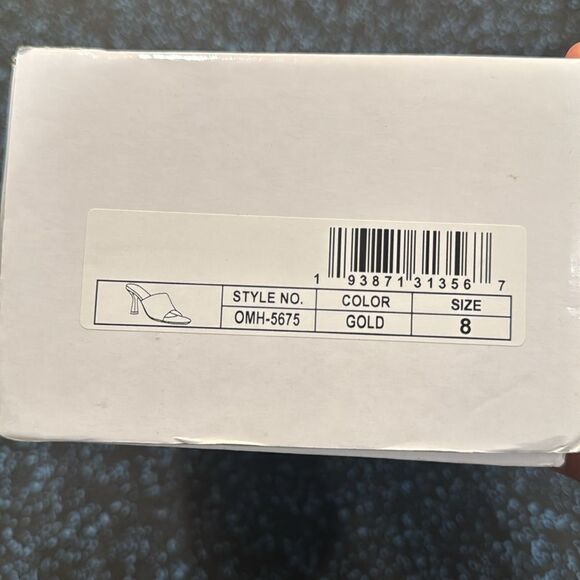 1 93871 31356 7
STYLE NO. COLOR SIZE
OMH-5675 GOLD 8